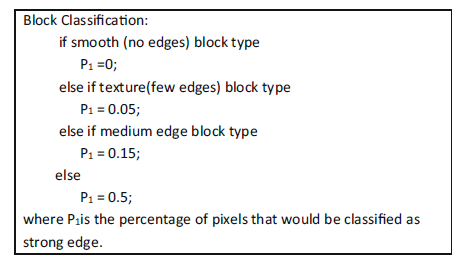 Block Classification:
if smooth (no edges) block type
P₁ =0;
else if texture(few edges) block type
P₁ = 0.05;
else if medium edge block type
P₁ = 0.15;
else
P₁ = 0.5;
where P₁is the percentage of pixels that would be classified as
strong edge.